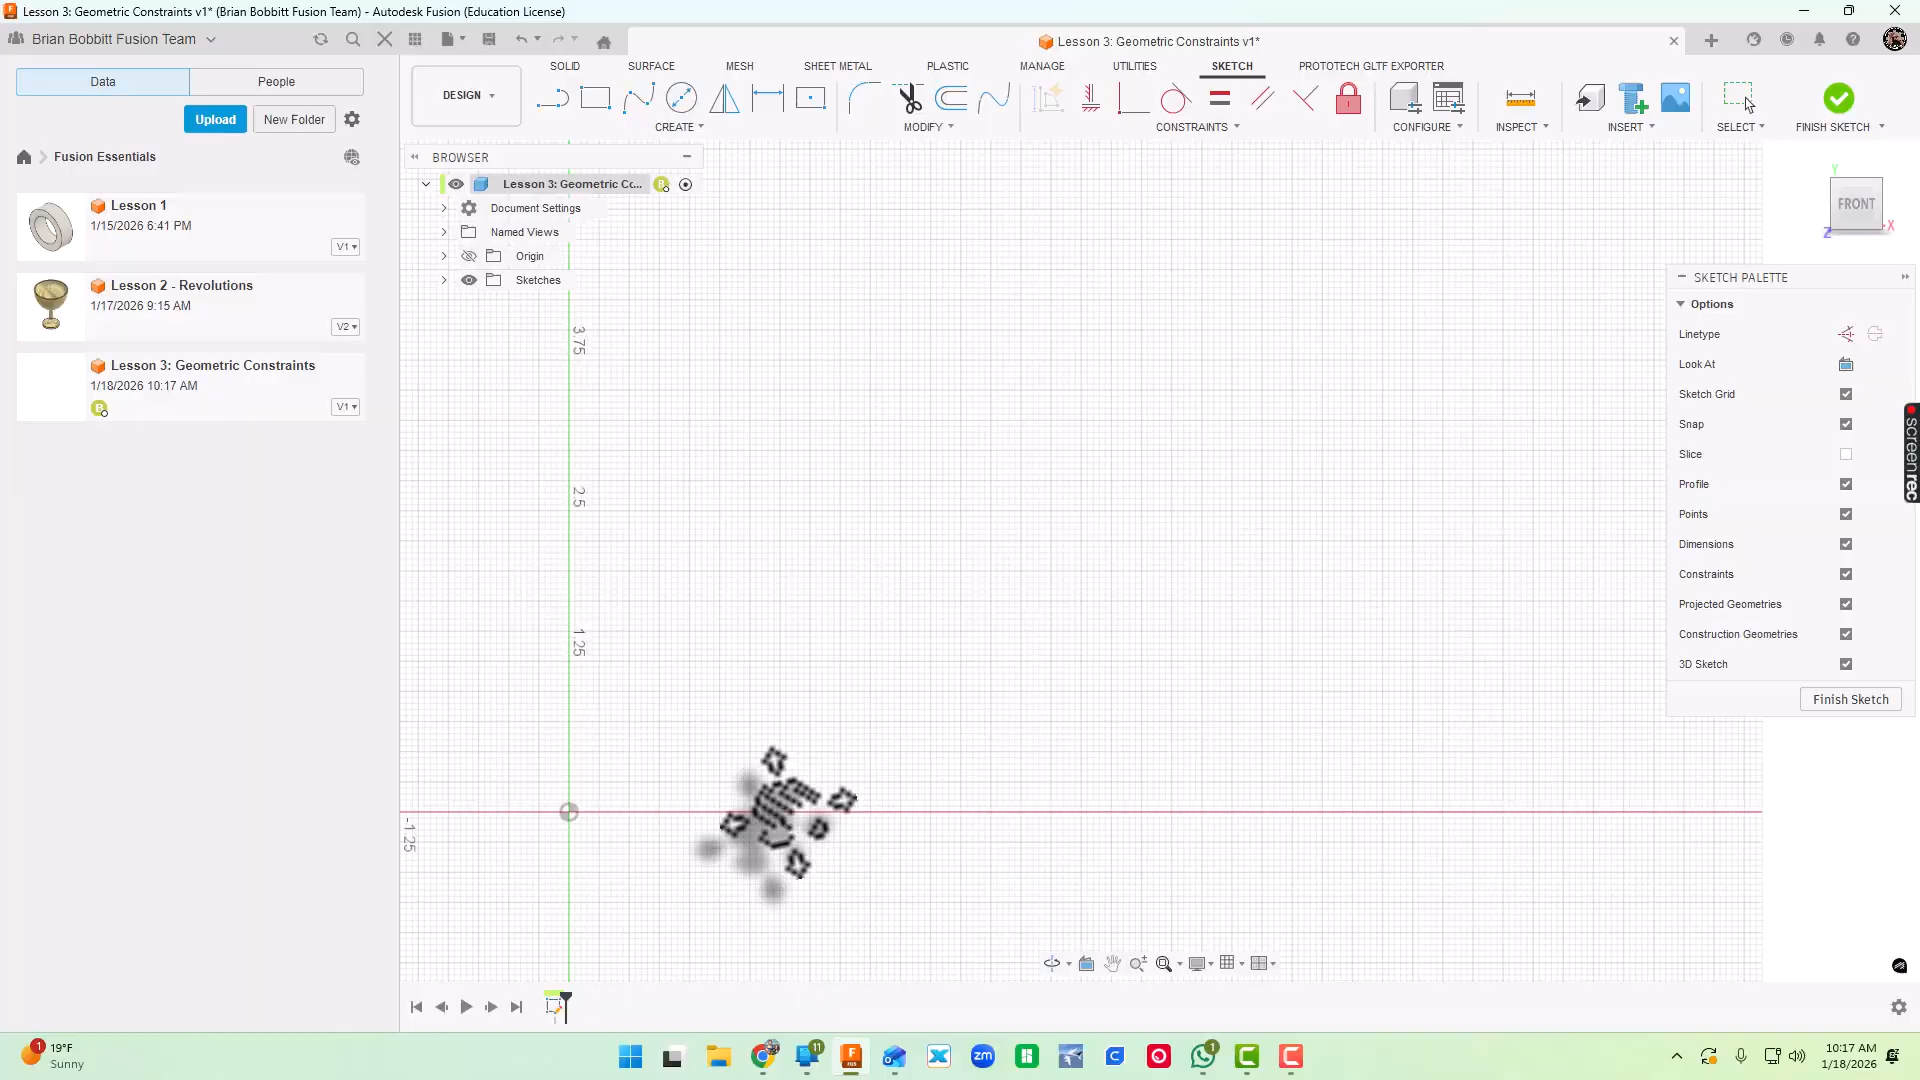 Lesson 3: Geometric Constraints v1* (Brian Bobbitt Fusion Team) - Autodesk Fusion (Education License)
Brian Bobbitt Fusion Team
Lesson 3: Geometric Constraints v1*
Data
People
Upload
New Folder
Fusion Essentials
Lesson 1
1/15/2026 6:41 PM
V1
Lesson 2 - Revolutions
1/17/2026 9:15 AM
V2
Lesson 3: Geometric Constraints
1/18/2026 10:17 AM
B
V1
SOLID
SURFACE
MESH
SHEET METAL
PLASTIC
MANAGE
UTILITIES
SKETCH
PROTOTECH GLTF EXPORTER
DESIGN
CREATE
MODIFY
CONSTRAINTS
CONFIGURE
INSPECT
INSERT
SELECT
FINISH SKETCH
BROWSER
Lesson 3: Geometric Cc...
B
Document Settings
Named Views
Origin
Sketches
3.75
2.5
1.25
-1.25
Y
FRONT
X
Z
SKETCH PALETTE
Options
Linetype
Look At
Sketch Grid
Snap
Slice
Profile
Points
Dimensions
Constraints
Projected Geometries
Construction Geometries
3D Sketch
Finish Sketch
screenrec
1
19°F
Sunny
11
F
FUS
zm
1
10:17 AM
1/18/2026